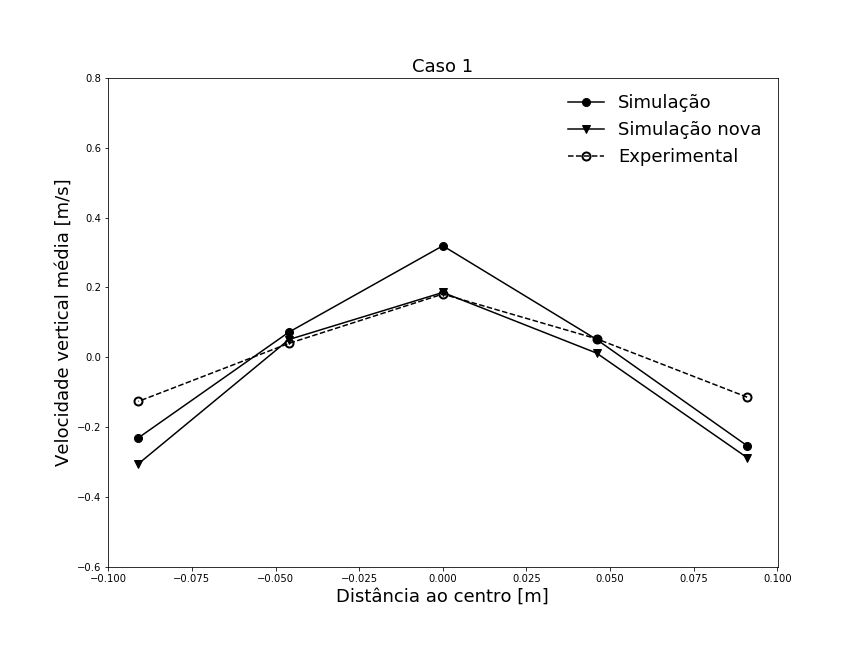 Caso 1
0.8
0.6
0.4
0.2
0.0
−0.2
−0.4
−0.6
Velocidade vertical média [m/s]
Simulação
Simulação nova
Experimental
−0.100 −0.075 −0.050 −0.025 0.000 0.025 0.050 0.075 0.100
Distância ao centro [m]